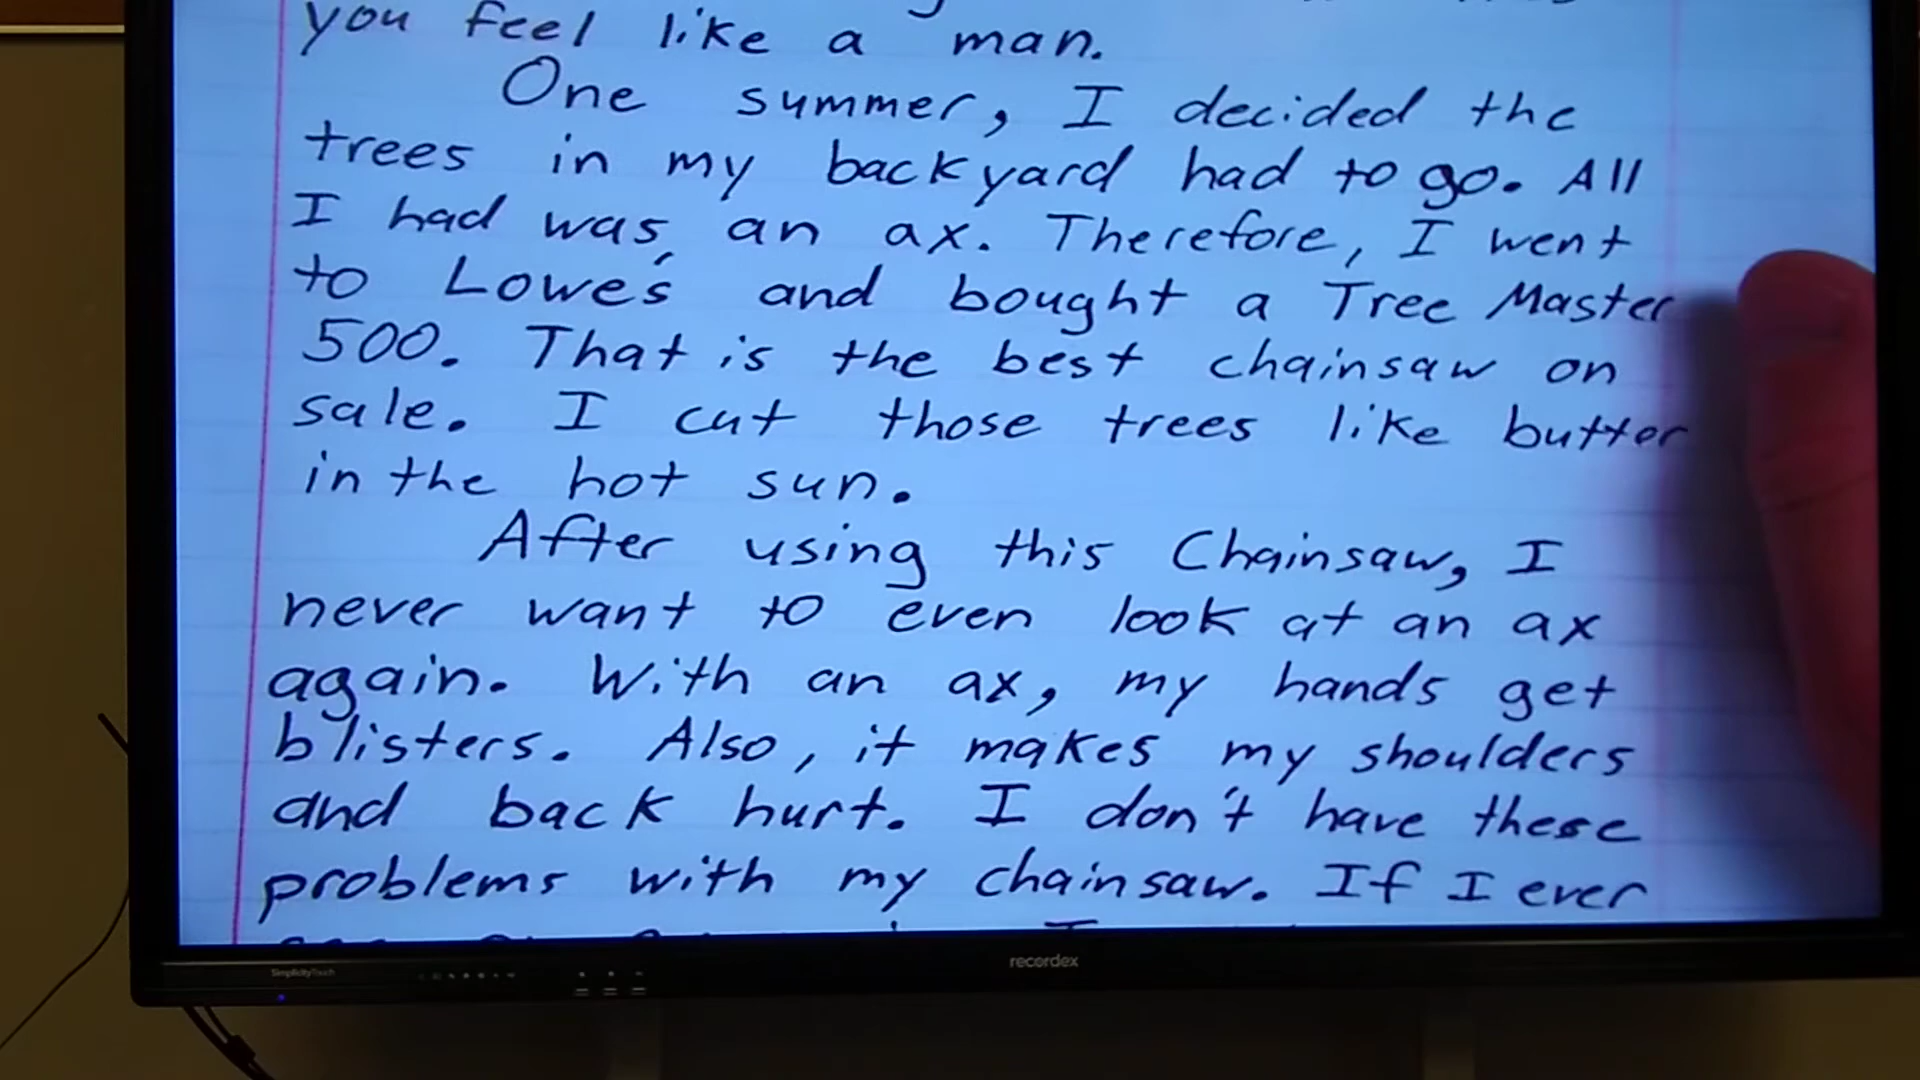 you feel like a man.
One summer, I decided the
trees in my backyard had to go. All
I had was an ax. Therefore, I went
to Lowe's and bought a Tree Master
500. That is the best chainsaw on
sale. I cut those trees like butter
in the hot sun.
After using this Chainsaw, I
never want to even look at an ax
again. With an ax, my hands get
blisters. Also, it makes my shoulders
and back hurt. I don't have these
problems with my chainsaw. If I ever
SimplicityTouch
recordex